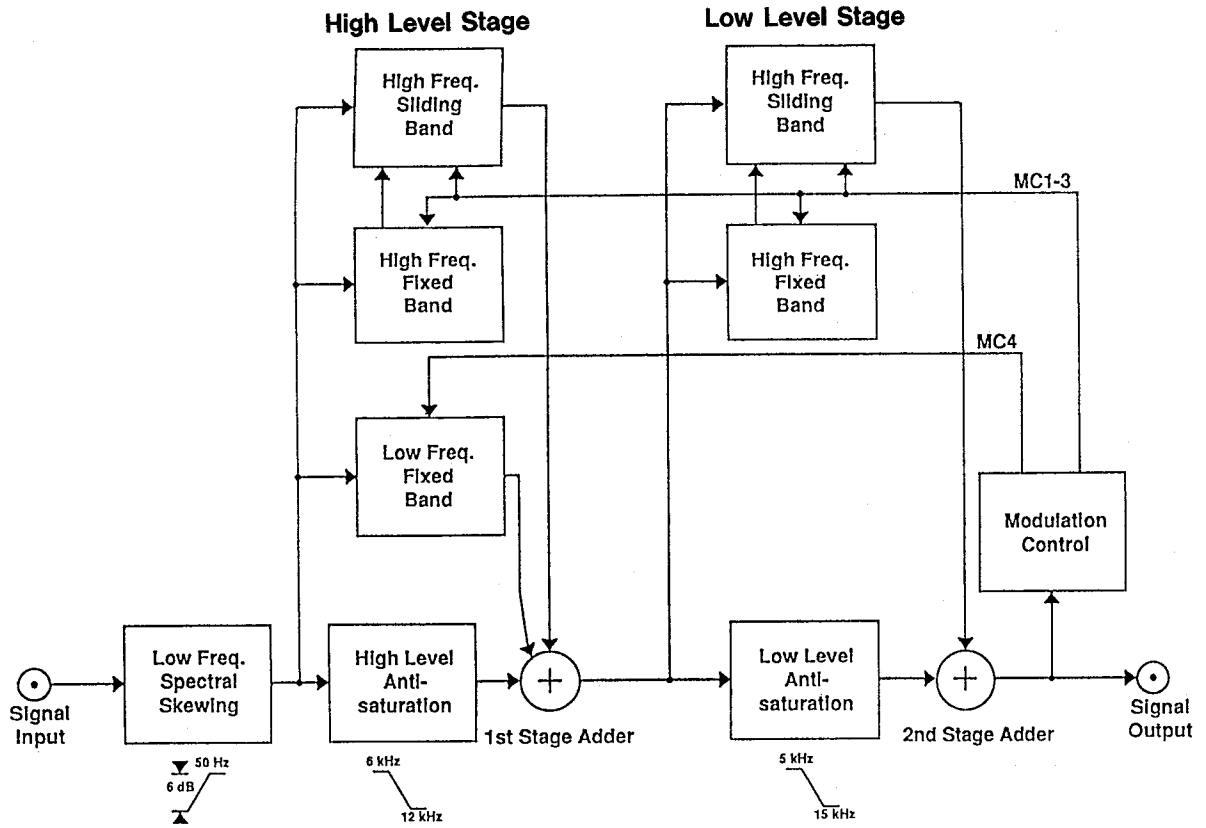 High Level Stage
Low Level Stage
High Freq.
Sliding
Band
High Freq.
Sliding
Band
MC1-3
High Freq.
Fixed
Band
High Freq.
Fixed
Band
MC4
Low Freq.
Fixed
Band
Modulation
Control
Low Freq.
Spectral
Skewing
High Level
Anti-
saturation
Low Level
Anti-
saturation
Signal
Input
+
1st Stage Adder
+
2nd Stage Adder
Signal
Output
50 Hz
6 dB
6 kHz
12 kHz
5 kHz
15 kHz